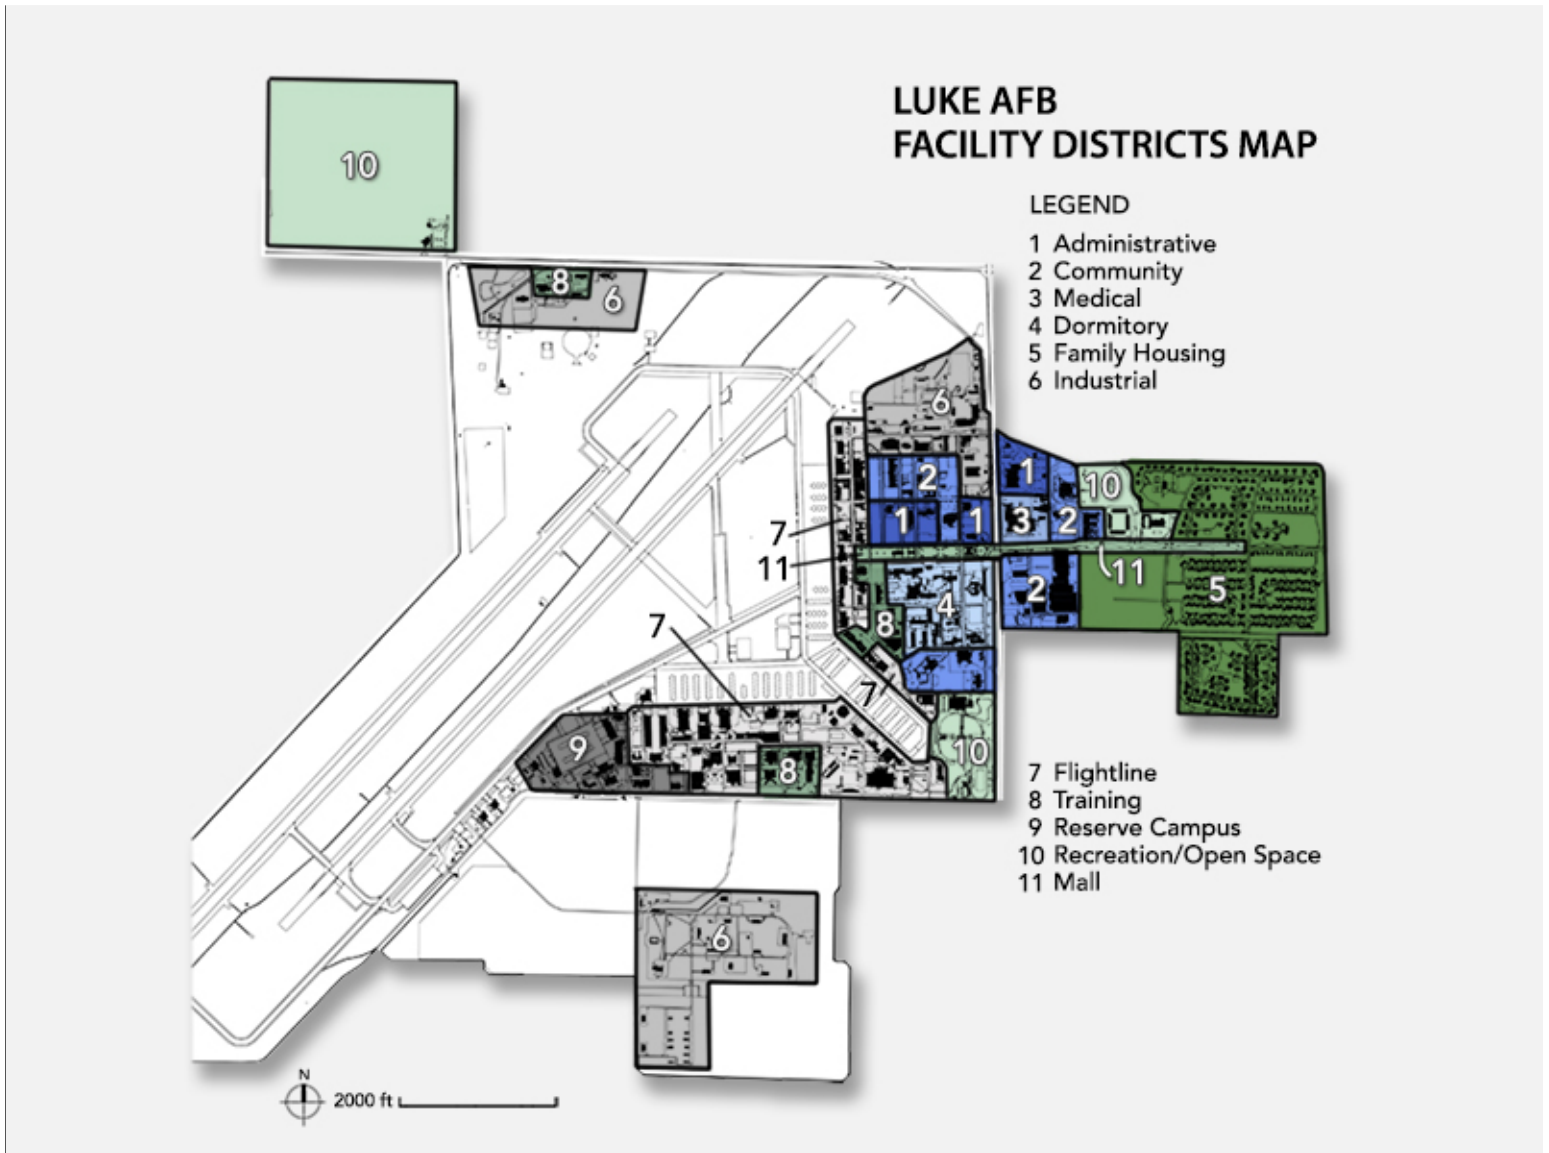 LUKE AFB
FACILITY DISTRICTS MAP
LEGEND
1 Administrative
2 Community
3 Medical
4 Dormitory
5 Family Housing
6 Industrial
10
8
6
6
2
1
10
1
1
3
2
7
11
11
2
5
4
8
7
7
9
8
10
7 Flightline
8 Training
9 Reserve Campus
10 Recreation/Open Space
11 Mall
6
N
2000 ft